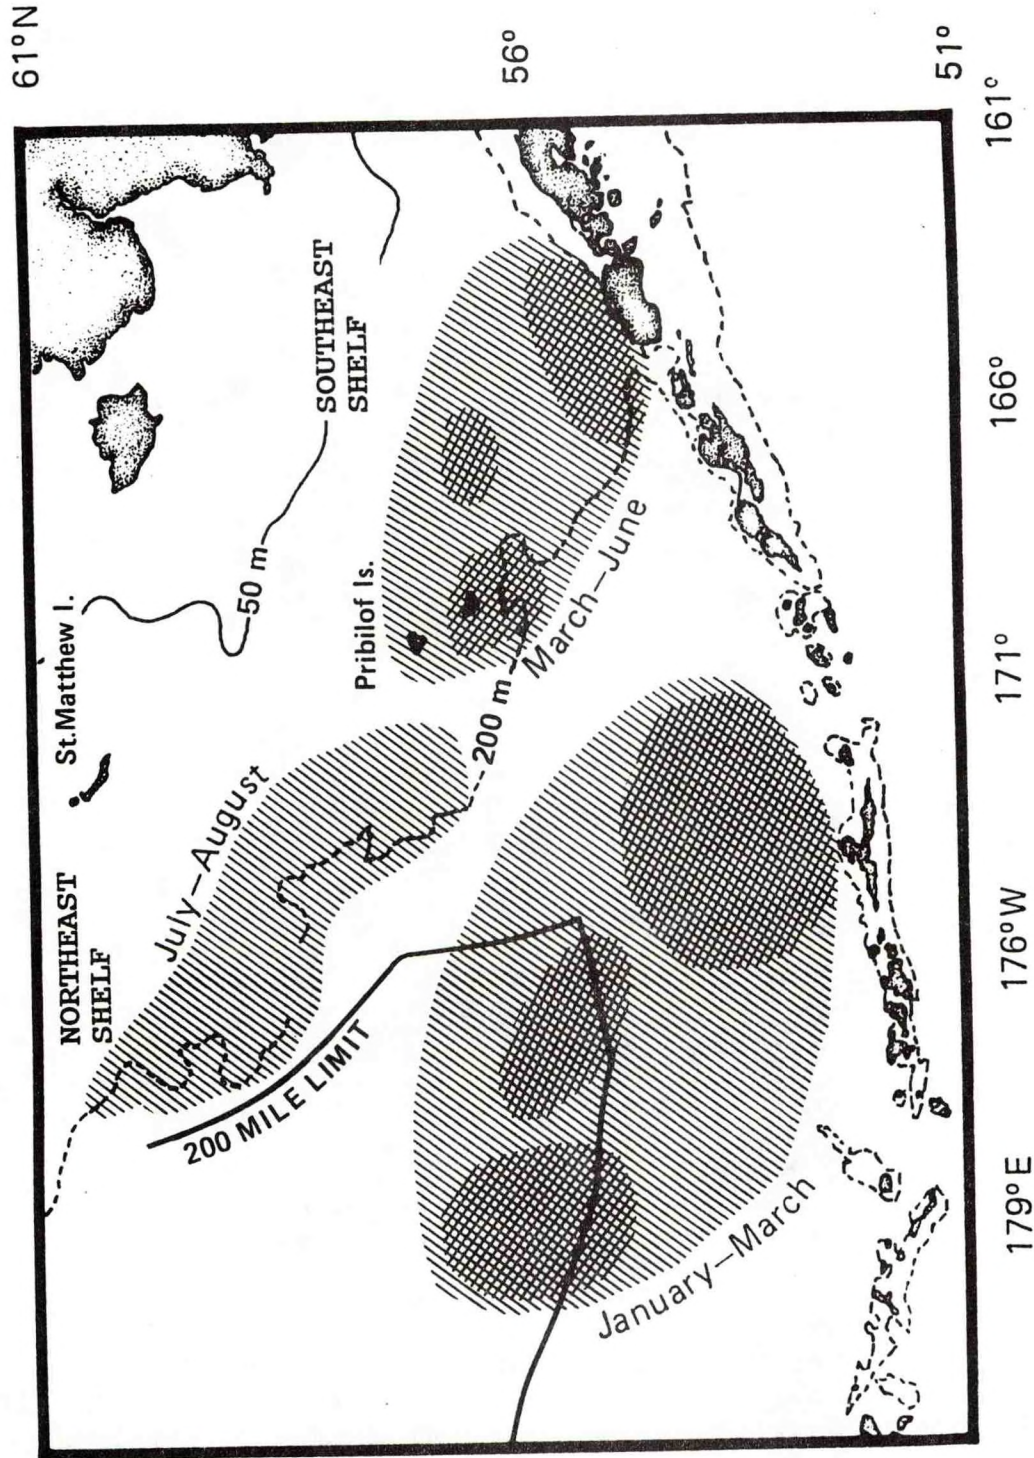 61°N
56°
51°
161°
166°
171°
176°W
179°E
St.Matthew I.
NORTHEAST
SHELF
SOUTHEAST
SHELF
50 m
Pribilof Is.
July–August
200 m
March–June
200 MILE LIMIT
January–March